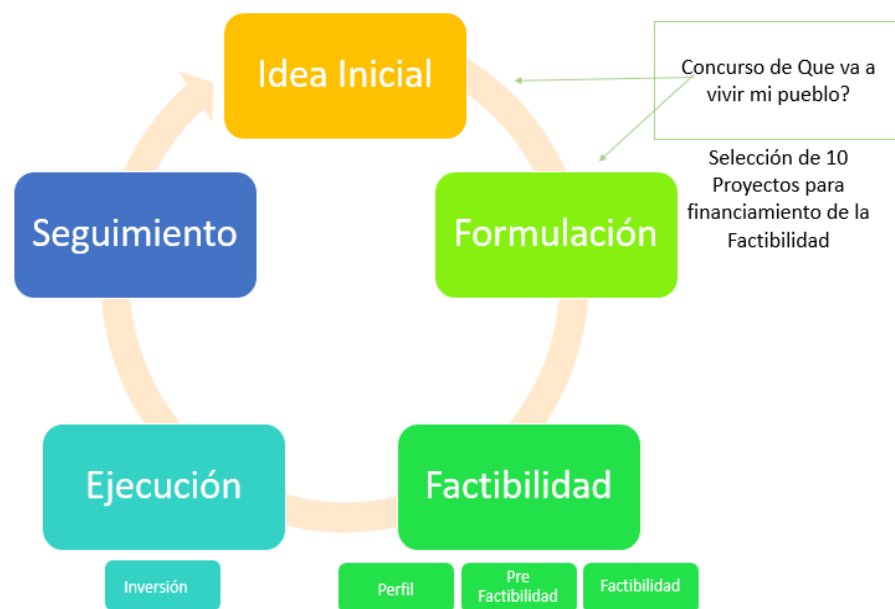 Idea Inicial
Concurso de Que va a
vivir mi pueblo?
Selección de 10
Proyectos para
financiamiento de la
Factibilidad
Formulación
Seguimiento
Factibilidad
Ejecución
Inversión
Perfil
Pre
Factibilidad
Factibilidad